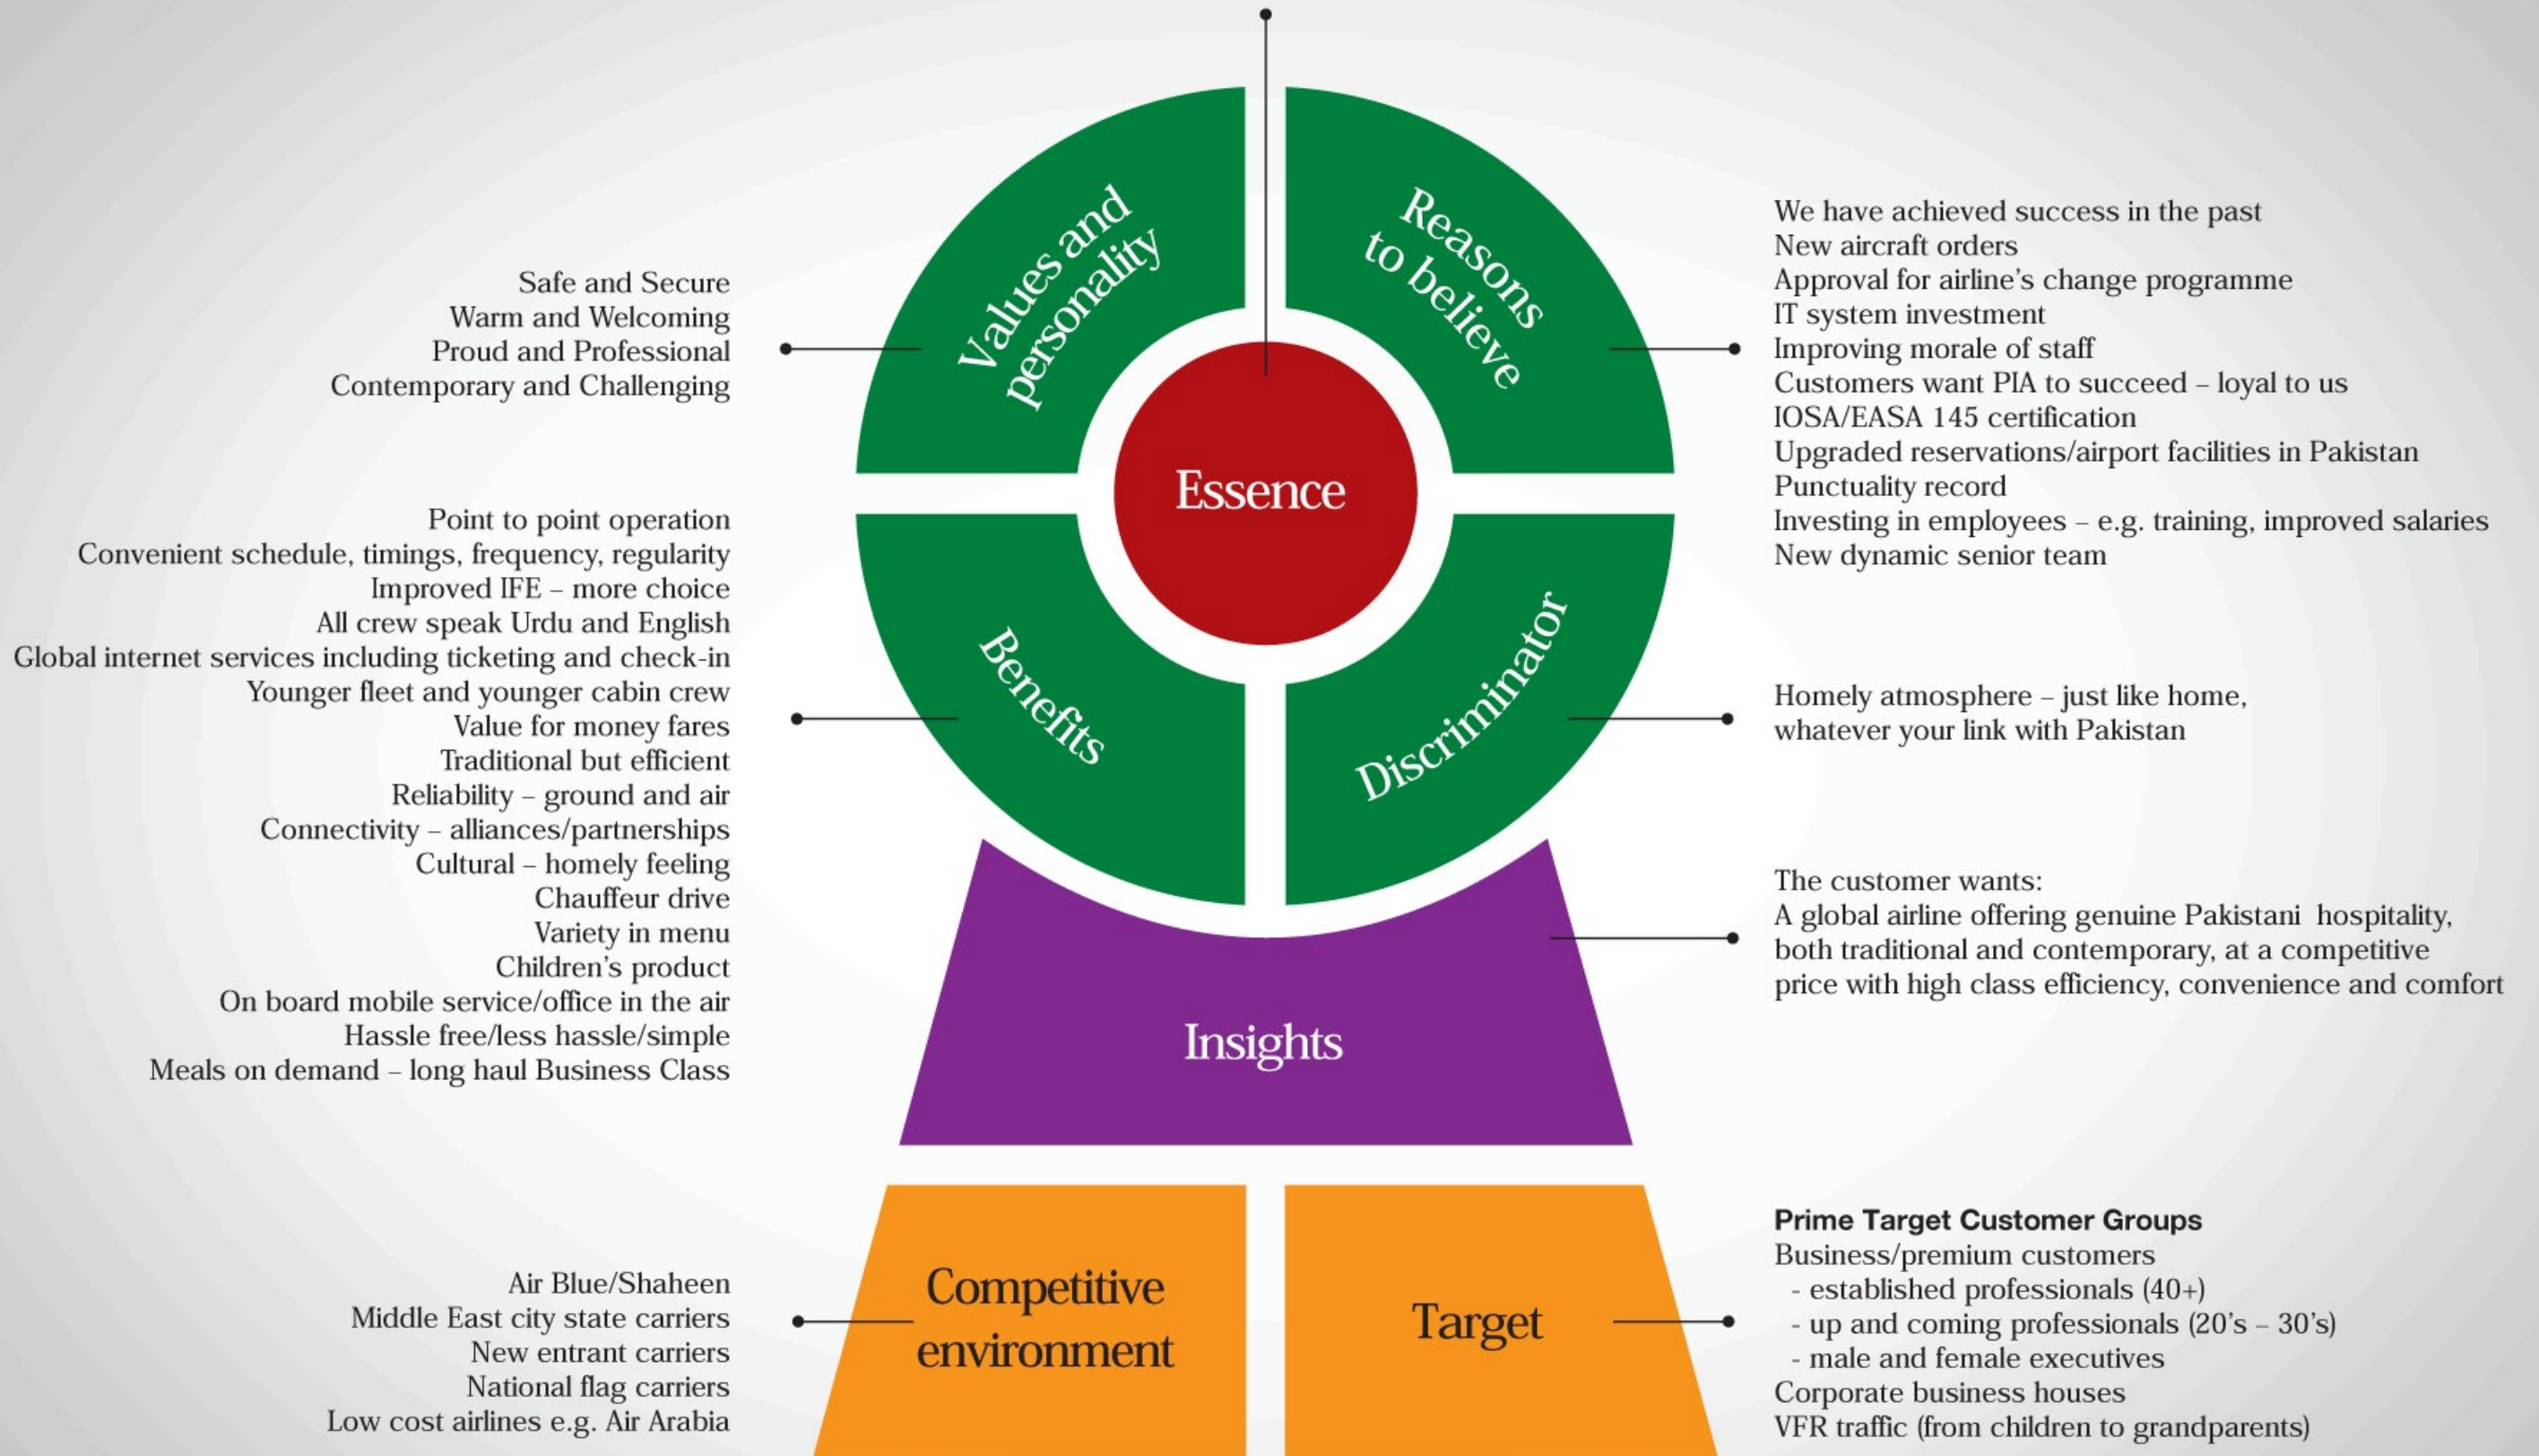 Values and
personality
Reasons
to believe
Essence
Benefits
Discriminator
Insights
Competitive
environment
Target
Safe and Secure
Warm and Welcoming
Proud and Professional
Contemporary and Challenging
Point to point operation
Convenient schedule, timings, frequency, regularity
Improved IFE – more choice
All crew speak Urdu and English
Global internet services including ticketing and check-in
Younger fleet and younger cabin crew
Value for money fares
Traditional but efficient
Reliability – ground and air
Connectivity – alliances/partnerships
Cultural – homely feeling
Chauffeur drive
Variety in menu
Children's product
On board mobile service/office in the air
Hassle free/less hassle/simple
Meals on demand – long haul Business Class
Air Blue/Shaheen
Middle East city state carriers
New entrant carriers
National flag carriers
Low cost airlines e.g. Air Arabia
We have achieved success in the past
New aircraft orders
Approval for airline's change programme
IT system investment
Improving morale of staff
Customers want PIA to succeed – loyal to us
IOSA/EASA 145 certification
Upgraded reservations/airport facilities in Pakistan
Punctuality record
Investing in employees – e.g. training, improved salaries
New dynamic senior team
Homely atmosphere – just like home,
whatever your link with Pakistan
The customer wants:
A global airline offering genuine Pakistani hospitality,
both traditional and contemporary, at a competitive
price with high class efficiency, convenience and comfort
Prime Target Customer Groups
Business/premium customers
- established professionals (40+)
- up and coming professionals (20's – 30's)
- male and female executives
Corporate business houses
VFR traffic (from children to grandparents)